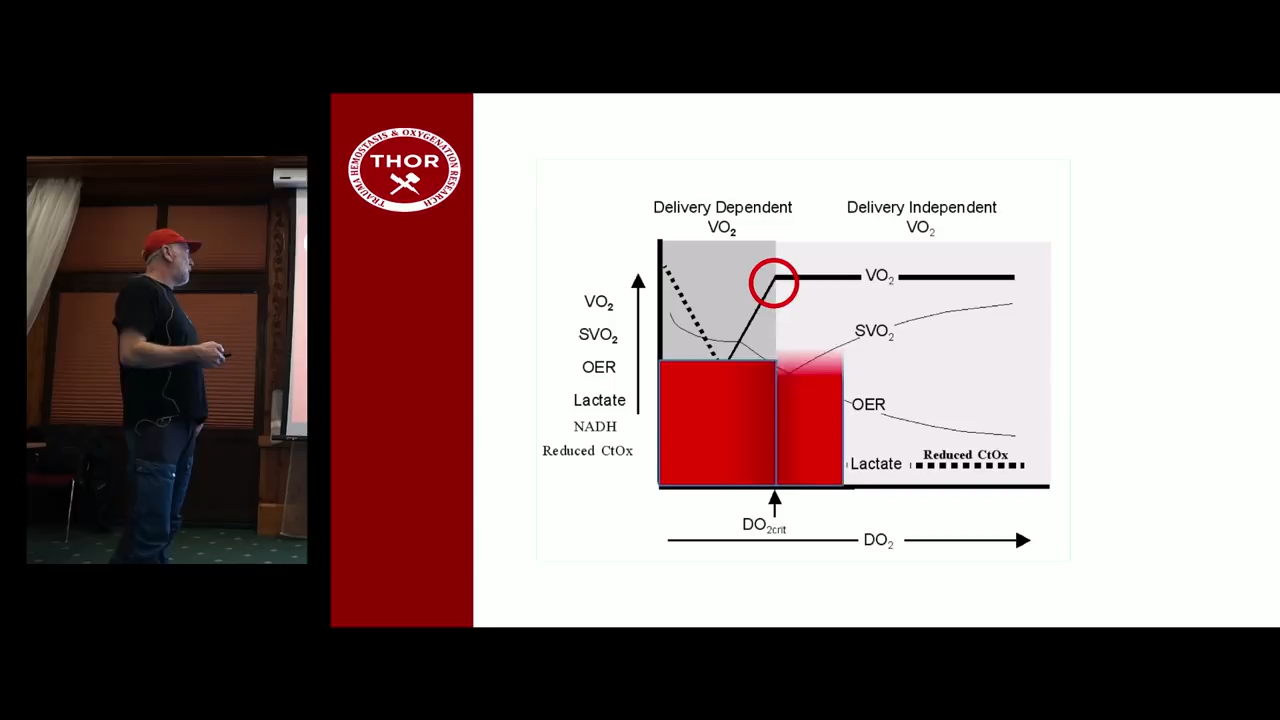 TRAUMA HEMOSTASIS & OXYGENATION RESEARCH
THOR
Delivery Dependent
VO₂
Delivery Independent
VO₂
VO₂
SVO₂
OER
Lactate
NADH
Reduced CtOx
VO₂
SVO₂
OER
Lactate
Reduced CtOx
DO₂crit
DO₂